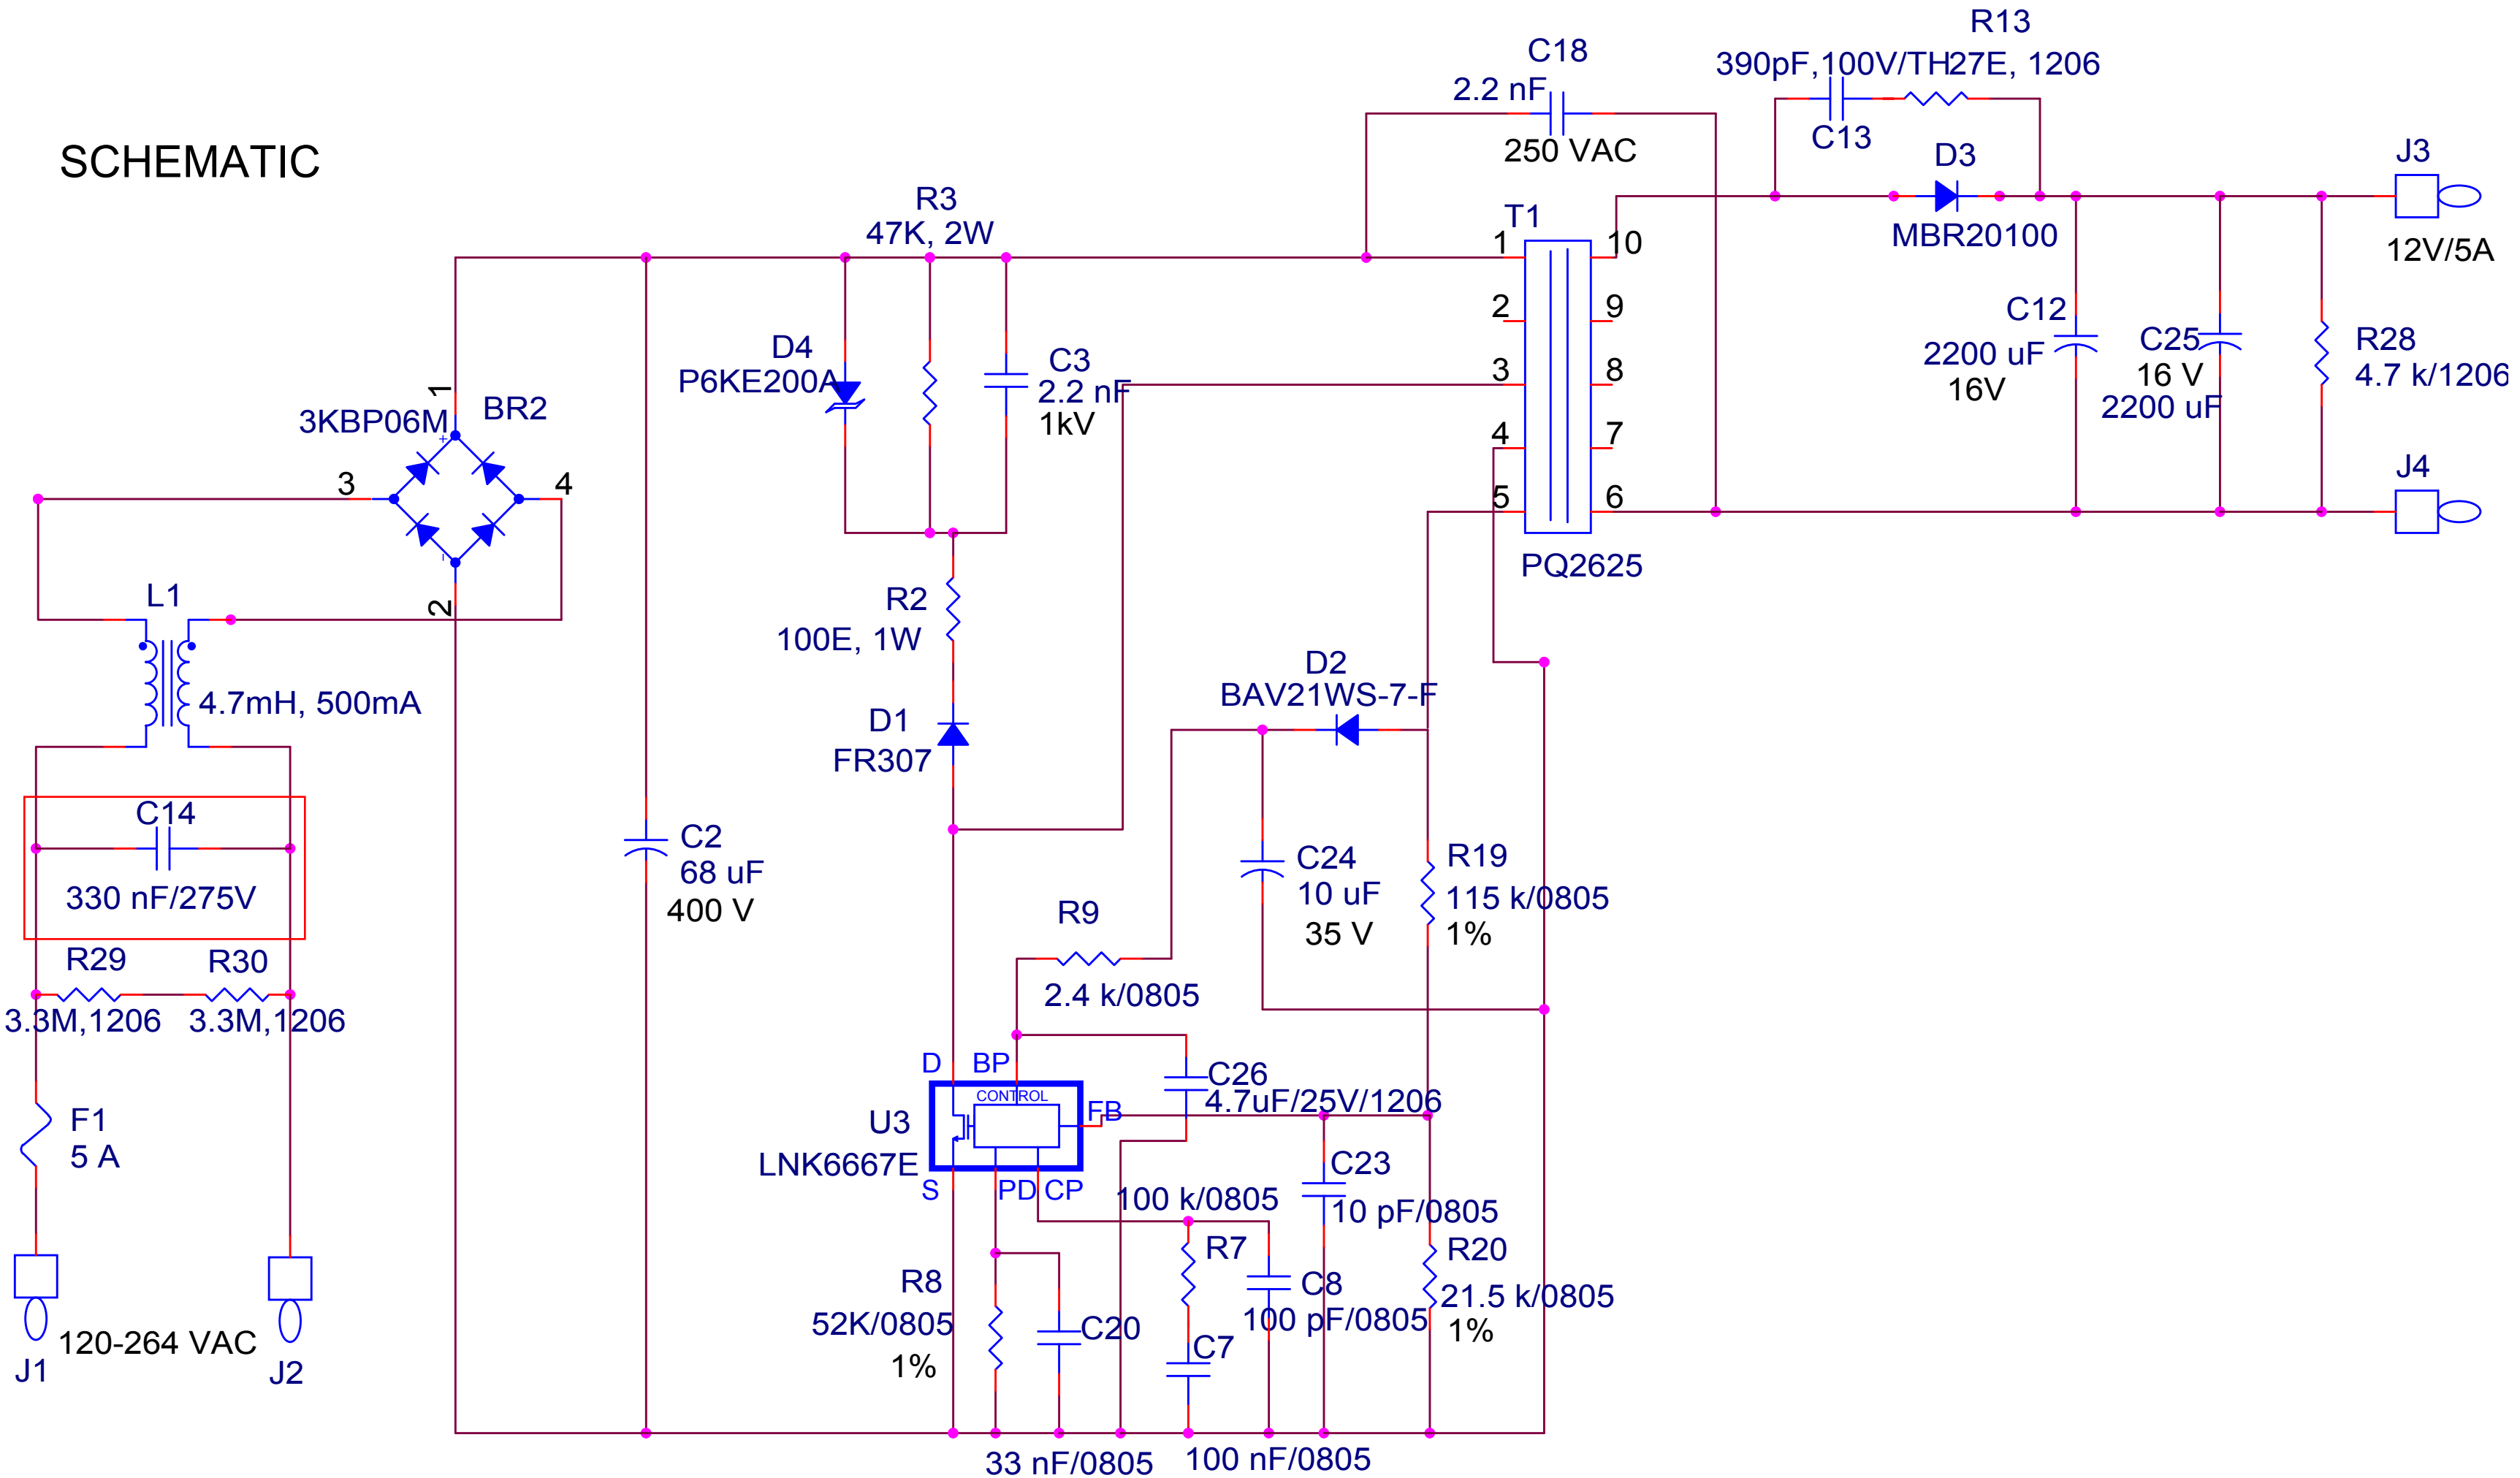 SCHEMATIC
R13
390pF,100V/TH27E, 1206
C13
C18
2.2 nF
250 VAC
D3
MBR20100
J3
12V/5A
T1
1
2
3
4
5
10
9
8
7
6
PQ2625
R3
47K, 2W
D4
P6KE200A
C3
2.2 nF
1kV
C12
2200 uF
16V
C25
16 V
2200 uF
R28
4.7 k/1206
J4
3KBP06M
BR2
1
+
3
4
-
2
L1
4.7mH, 500mA
R2
100E, 1W
D1
FR307
D2
BAV21WS-7-F
C14
330 nF/275V
C2
68 uF
400 V
C24
10 uF
35 V
R19
115 k/0805
1%
R9
2.4 k/0805
R29
R30
3.3M,1206
3.3M,1206
F1
5 A
D
BP
CONTROL
FB
U3
LNK6667E
S
PD
CP
C26
4.7uF/25V/1206
C23
10 pF/0805
100 k/0805
R7
R8
52K/0805
1%
C20
33 nF/0805
C7
100 nF/0805
C8
100 pF/0805
R20
21.5 k/0805
1%
120-264 VAC
J1
J2